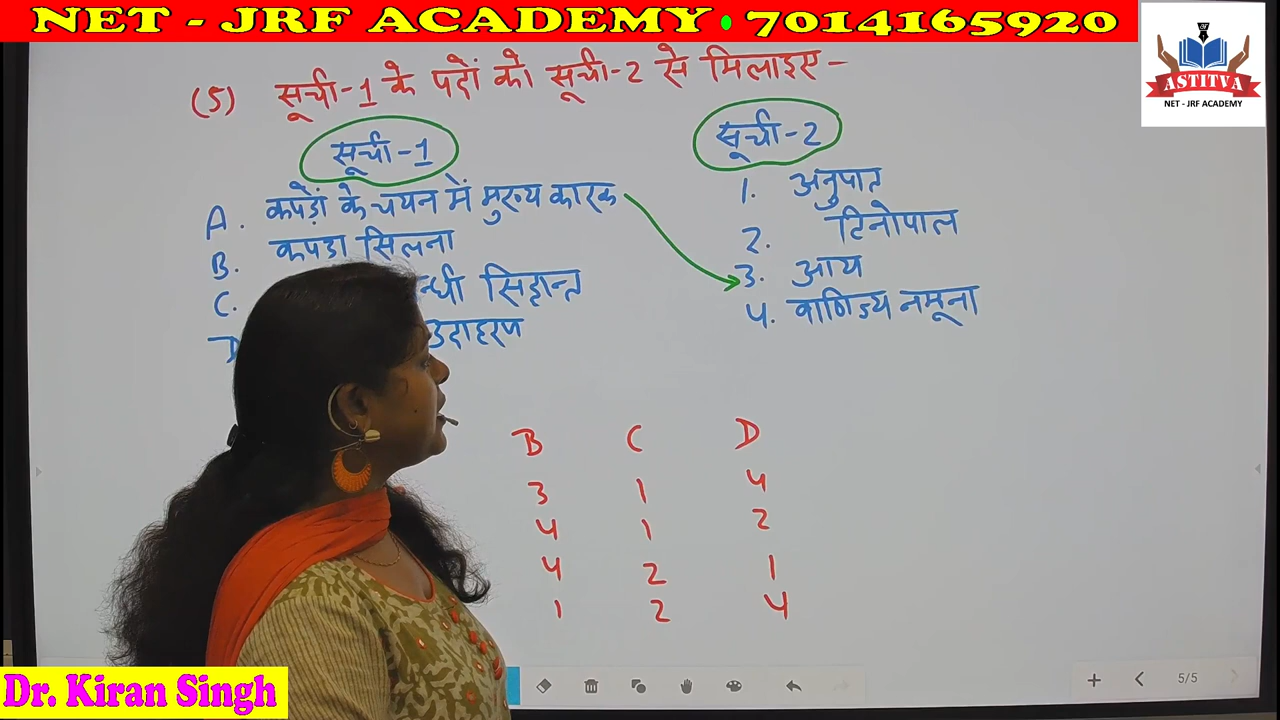 NET - JRF ACADEMY • 7014165920
ASTITVA
NET - JRF ACADEMY
(5) सूची-1 के पदों को सूची-2 से मिलाइए -
सूची-1 सूची-2
A. कपड़ों के चयन में मुख्य कारक 1. अनुपात
B. कपडा सिलना 2. टिनोपाल
C. न्धी सिद्दान्त 3. आय
D उदाहरण 4. वाणिज्य नमूना
B C D
3 1 4
4 1 2
4 2 1
1 2 4
5/5
Dr. Kiran Singh